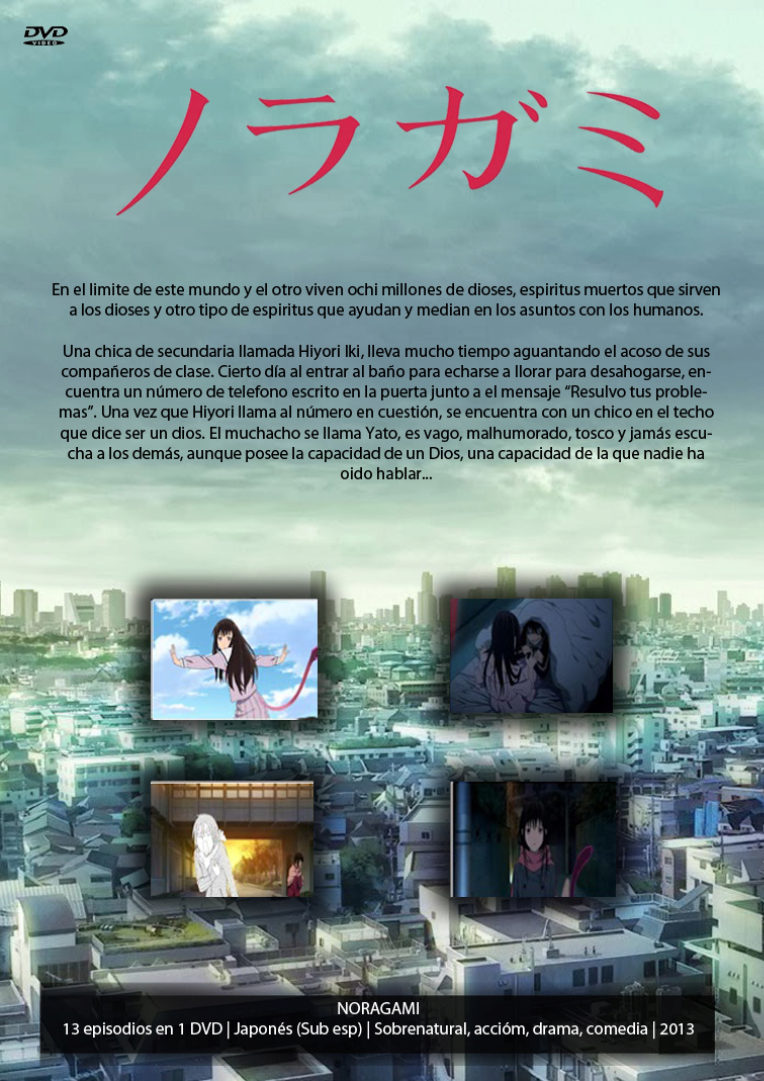 DVD
VIDEO
ノラガミ
En el limite de este mundo y el otro viven ochi millones de dioses, espiritus muertos que sirven
a los dioses y otro tipo de espiritus que ayudan y median en los asuntos con los humanos.
Una chica de secundaria llamada Hiyori Iki, lleva mucho tiempo aguantando el acoso de sus
compañeros de clase. Cierto día al entrar al baño para echarse a llorar para desahogarse, en-
cuentra un número de telefono escrito en la puerta junto a el mensaje “Resulvo tus proble-
mas”. Una vez que Hiyori llama al número en cuestión, se encuentra con un chico en el techo
que dice ser un dios. El muchacho se llama Yato, es vago, malhumorado, tosco y jamás escu-
cha a los demás, aunque posee la capacidad de un Dios, una capacidad de la que nadie ha
oido hablar...
NORAGAMI
13 episodios en 1 DVD | Japonés (Sub esp) | Sobrenatural, accióm, drama, comedia | 2013